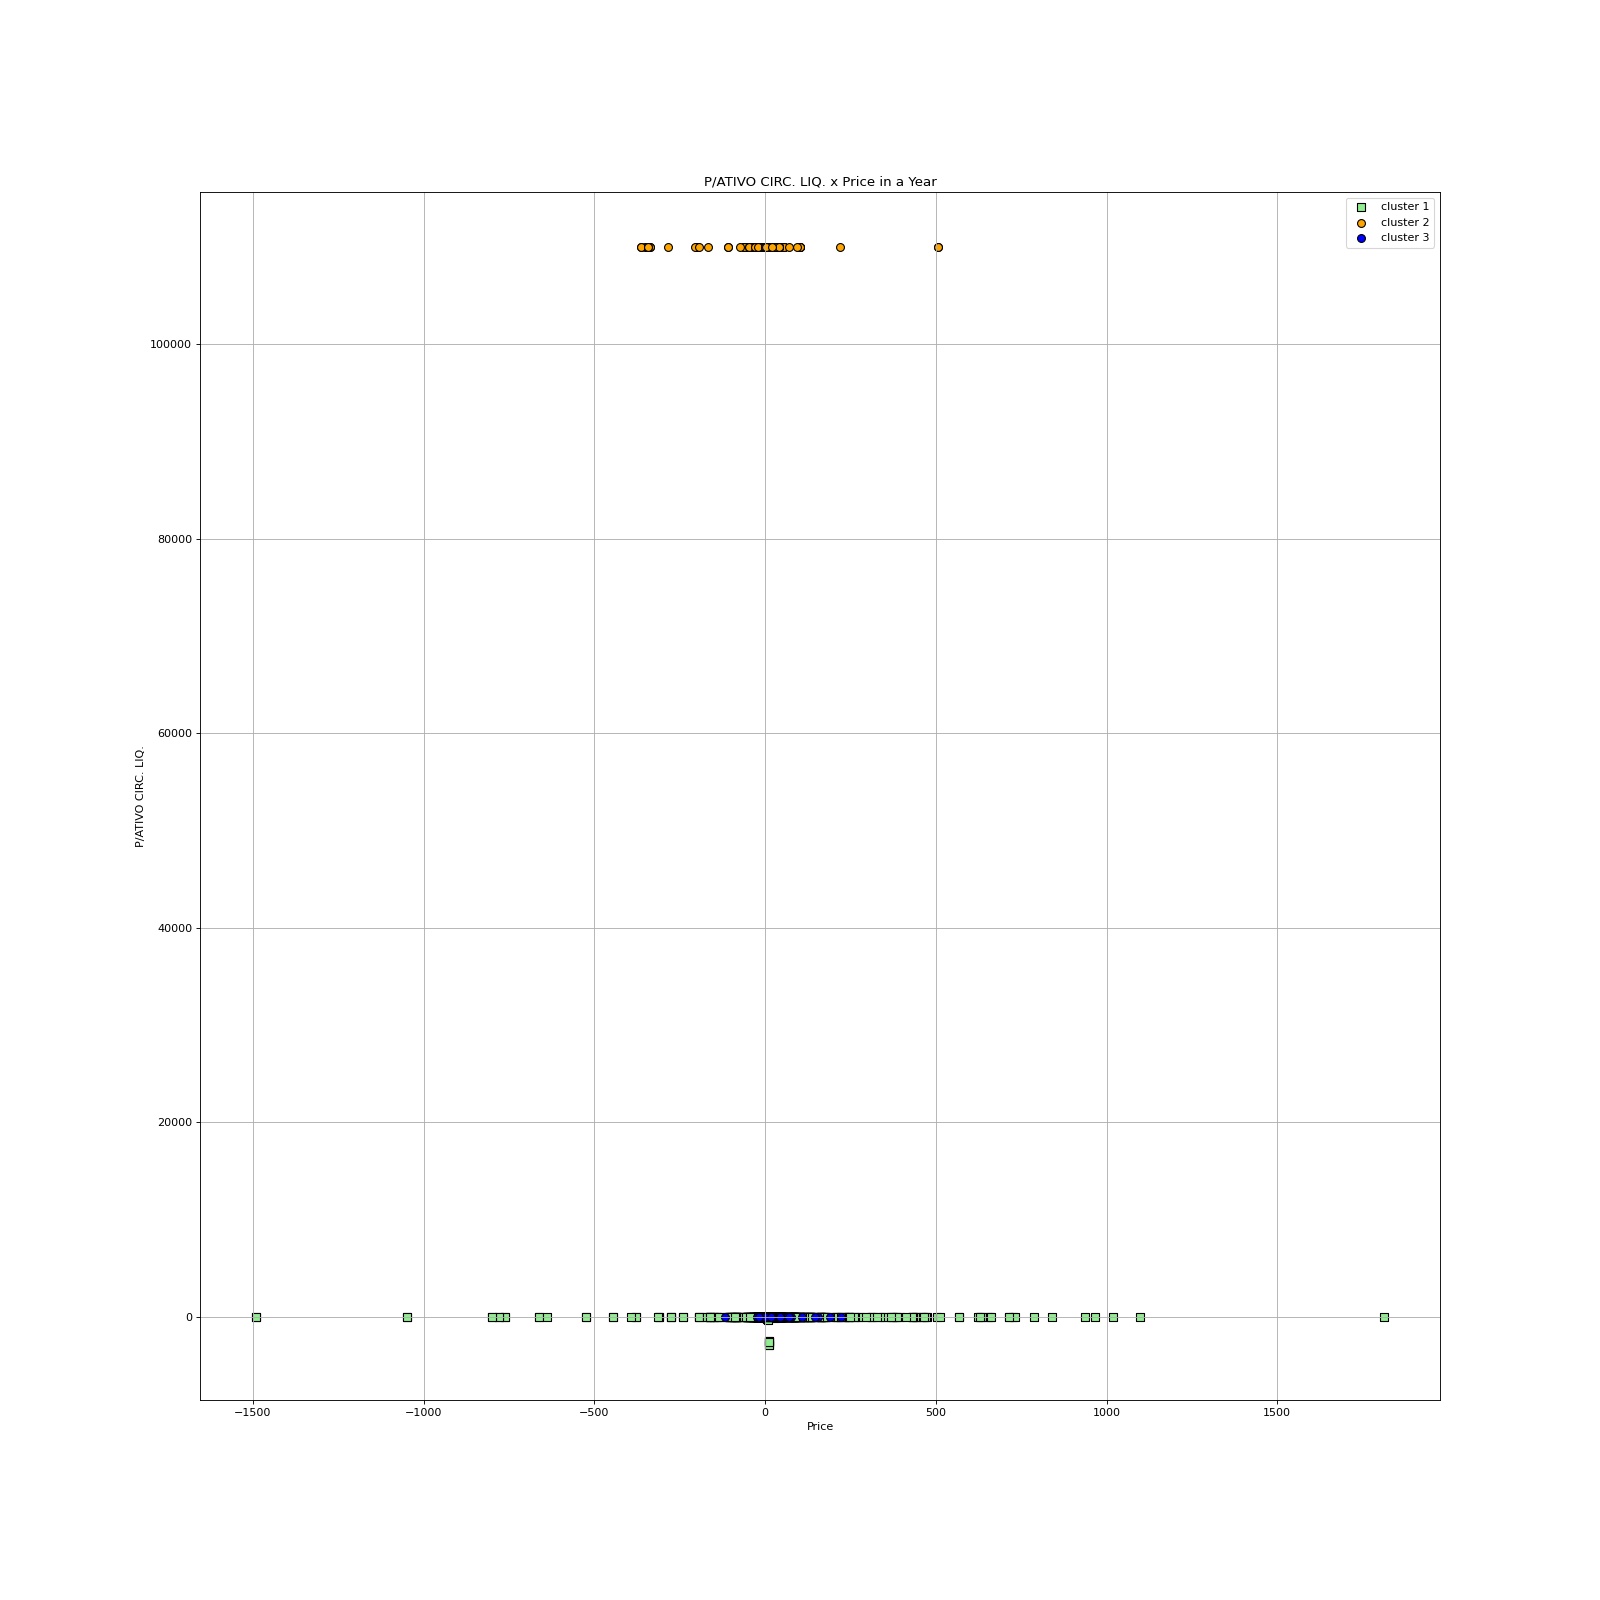 P/ATIVO CIRC. LIQ. x Price in a Year
cluster 1
cluster 2
cluster 3
100000
80000
60000
40000
20000
0
P/ATIVO CIRC. LIQ.
−1500
−1000
−500
0
500
1000
1500
Price